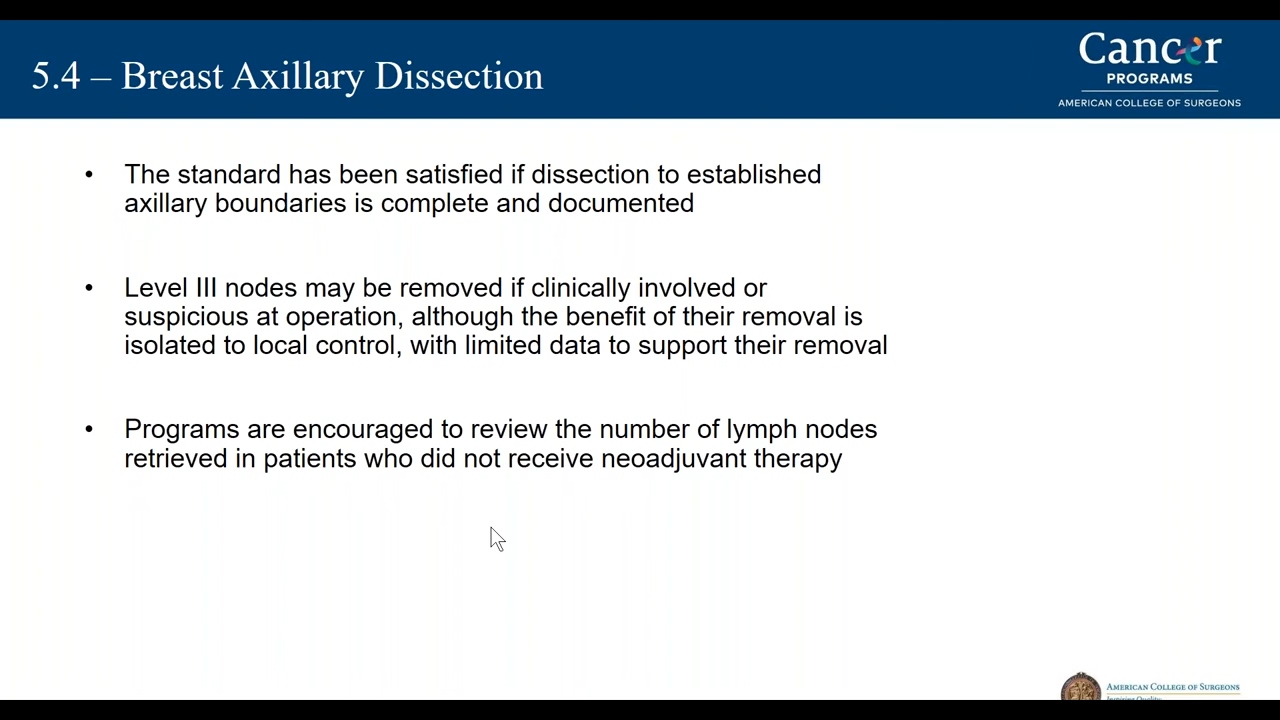 5.4 – Breast Axillary Dissection
Cancer
PROGRAMS
AMERICAN COLLEGE OF SURGEONS
• The standard has been satisfied if dissection to established
axillary boundaries is complete and documented
• Level III nodes may be removed if clinically involved or
suspicious at operation, although the benefit of their removal is
isolated to local control, with limited data to support their removal
• Programs are encouraged to review the number of lymph nodes
retrieved in patients who did not receive neoadjuvant therapy
AMERICAN COLLEGE OF SURGEONS